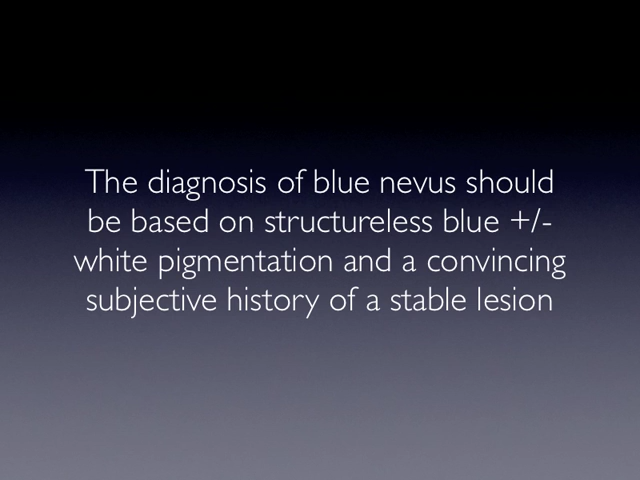 The diagnosis of blue nevus should
be based on structureless blue +/-
white pigmentation and a convincing
subjective history of a stable lesion